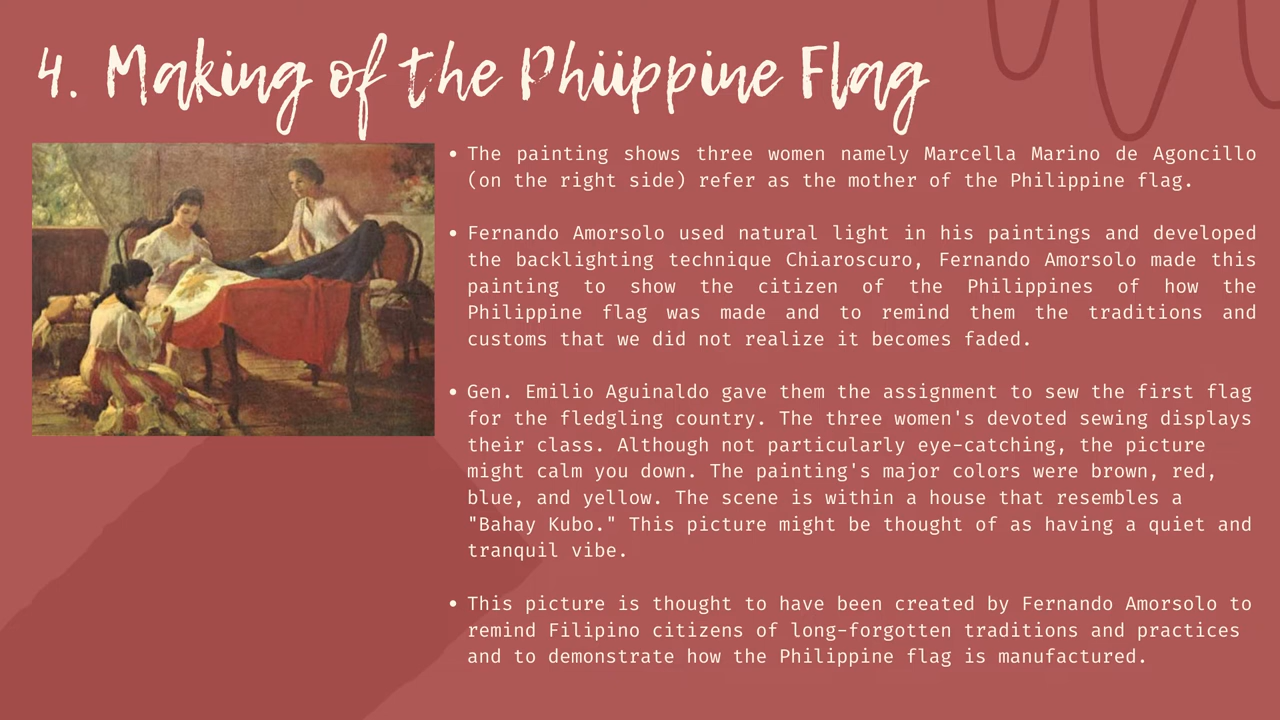 4. Making of the Phiippine Flag
• The painting shows three women namely Marcella Marino de Agoncillo
(on the right side) refer as the mother of the Philippine flag.
• Fernando Amorsolo used natural light in his paintings and developed
the backlighting technique Chiaroscuro, Fernando Amorsolo made this
painting to show the citizen of the Philippines of how the
Philippine flag was made and to remind them the traditions and
customs that we did not realize it becomes faded.
• Gen. Emilio Aguinaldo gave them the assignment to sew the first flag
for the fledgling country. The three women's devoted sewing displays
their class. Although not particularly eye-catching, the picture
might calm you down. The painting's major colors were brown, red,
blue, and yellow. The scene is within a house that resembles a
"Bahay Kubo." This picture might be thought of as having a quiet and
tranquil vibe.
• This picture is thought to have been created by Fernando Amorsolo to
remind Filipino citizens of long-forgotten traditions and practices
and to demonstrate how the Philippine flag is manufactured.